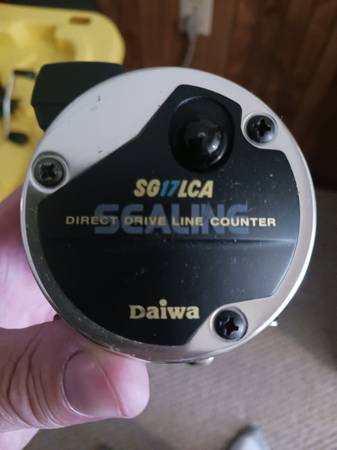 SG17LCA
SEALINE
DIRECT DRIVE LINE COUNTER
Daiwa